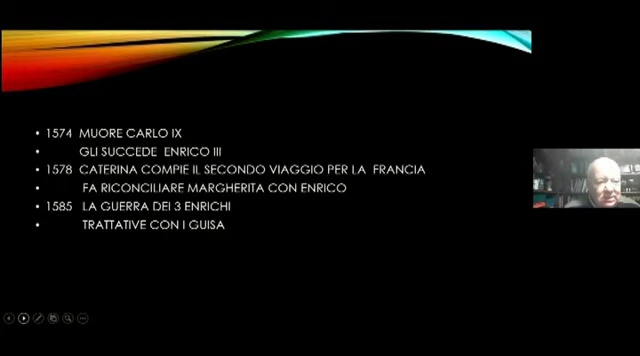 • 1574 MUORE CARLO IX
• GLI SUCCEDE ENRICO III
• 1578 CATERINA COMPIE IL SECONDO VIAGGIO PER LA FRANCIA
• FA RICONCILIARE MARGHERITA CON ENRICO
• 1585 LA GUERRA DEI 3 ENRICHI
• TRATTATIVE CON I GUISA